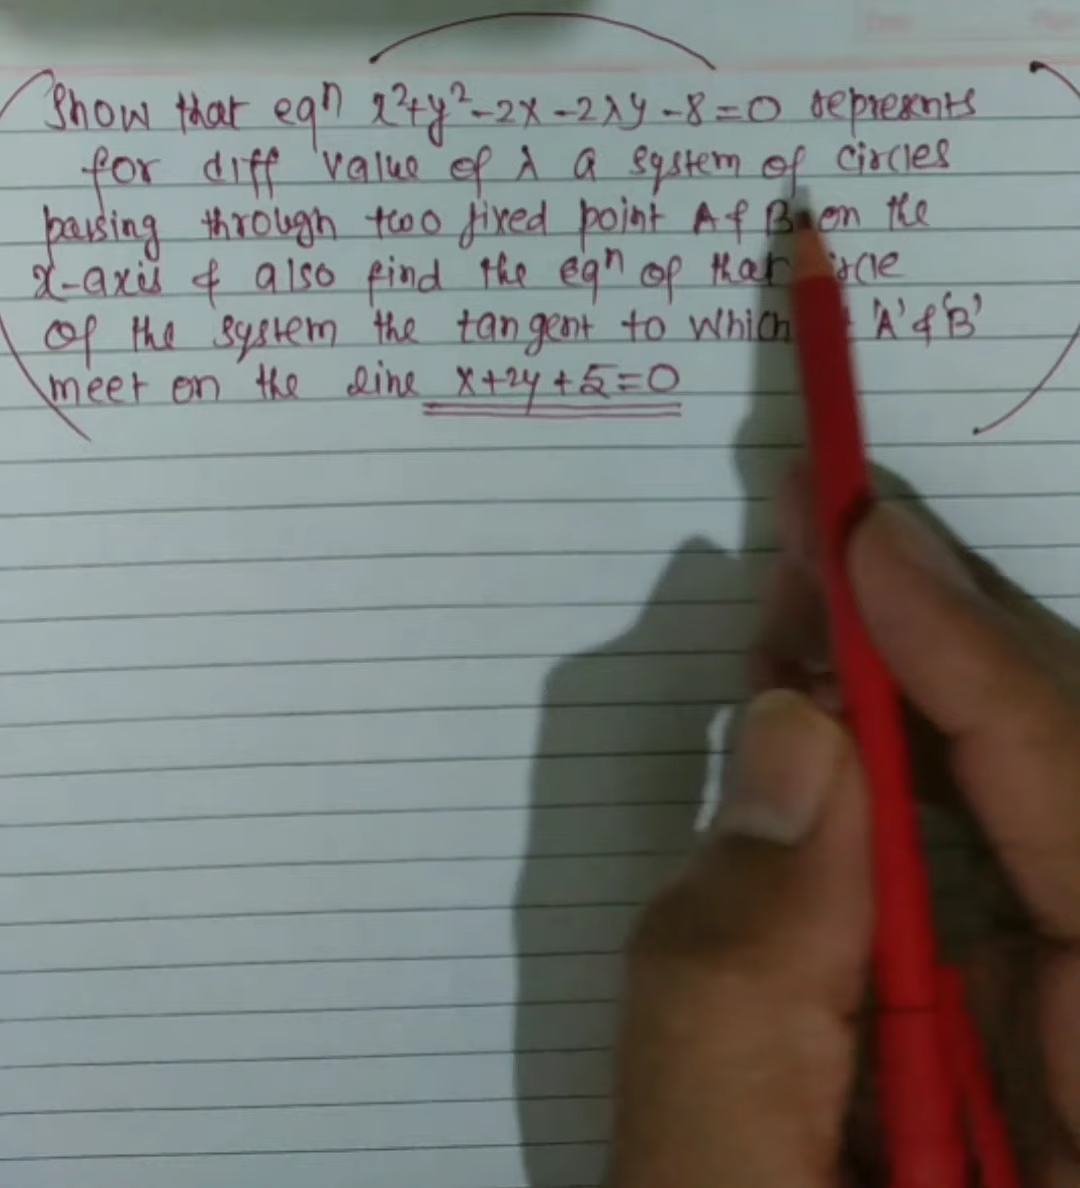 Show that eqn x²+y²-2x-2λy-8=0 represents
for diff value of λ a system of circles
passing through two fixed point A & B on the
x-axis & also find the eqn of that
of the system the tangent to which 'A' & 'B'
meet on the line x+2y+5=0